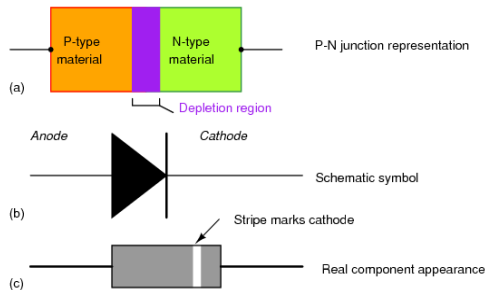 P-type
material
N-type
material
P-N junction representation
(a)
Depletion region
Anode
Cathode
Schematic symbol
(b)
Stripe marks cathode
Real component appearance
(c)